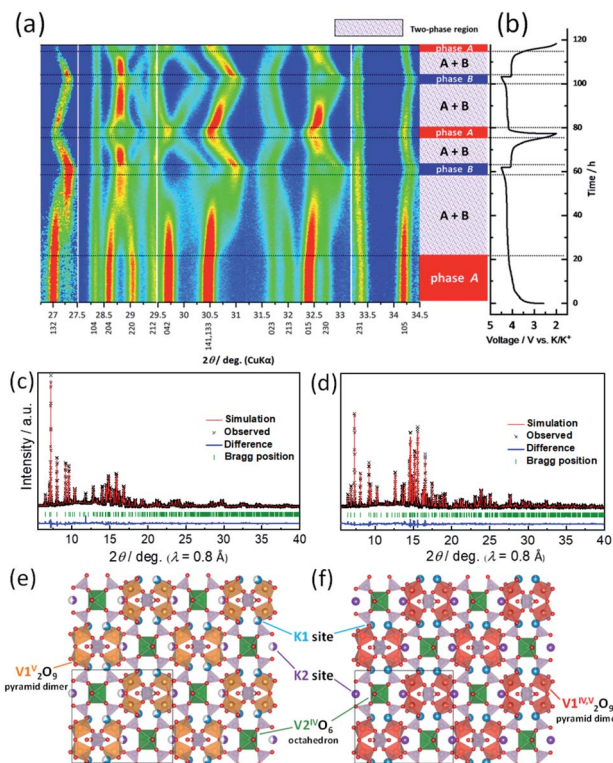 (a)
Two-phase region
(b)
phase A
A + B
phase B
A + B
phase A
A + B
phase B
A + B
phase A
120
100
80
60
40
20
0
Time / h
5 4 3 2
Voltage / V vs. K/K⁺
27 27.5 28 28.5 29 29.5 30 30.5 31 31.5 32 32.5 33 33.5 34 34.5
132 104 204 220 212 042 141,133 023 213 015 230 231 105
2θ / deg. (CuKα)
(c)
Simulation
Observed
Difference
Bragg position
Intensity / a.u.
10 15 20 25 30 35 40
2θ / deg. (λ = 0.8 Å)
(d)
Simulation
Observed
Difference
Bragg position
10 15 20 25 30 35 40
2θ / deg. (λ = 0.8 Å)
(e)
(f)
K1 site
K2 site
V1ⱽ₂O₉
pyramid dimer
V2ᴵⱽO₆
octahedron
V1ᴵⱽ,ⱽ₂O₉
pyramid dime